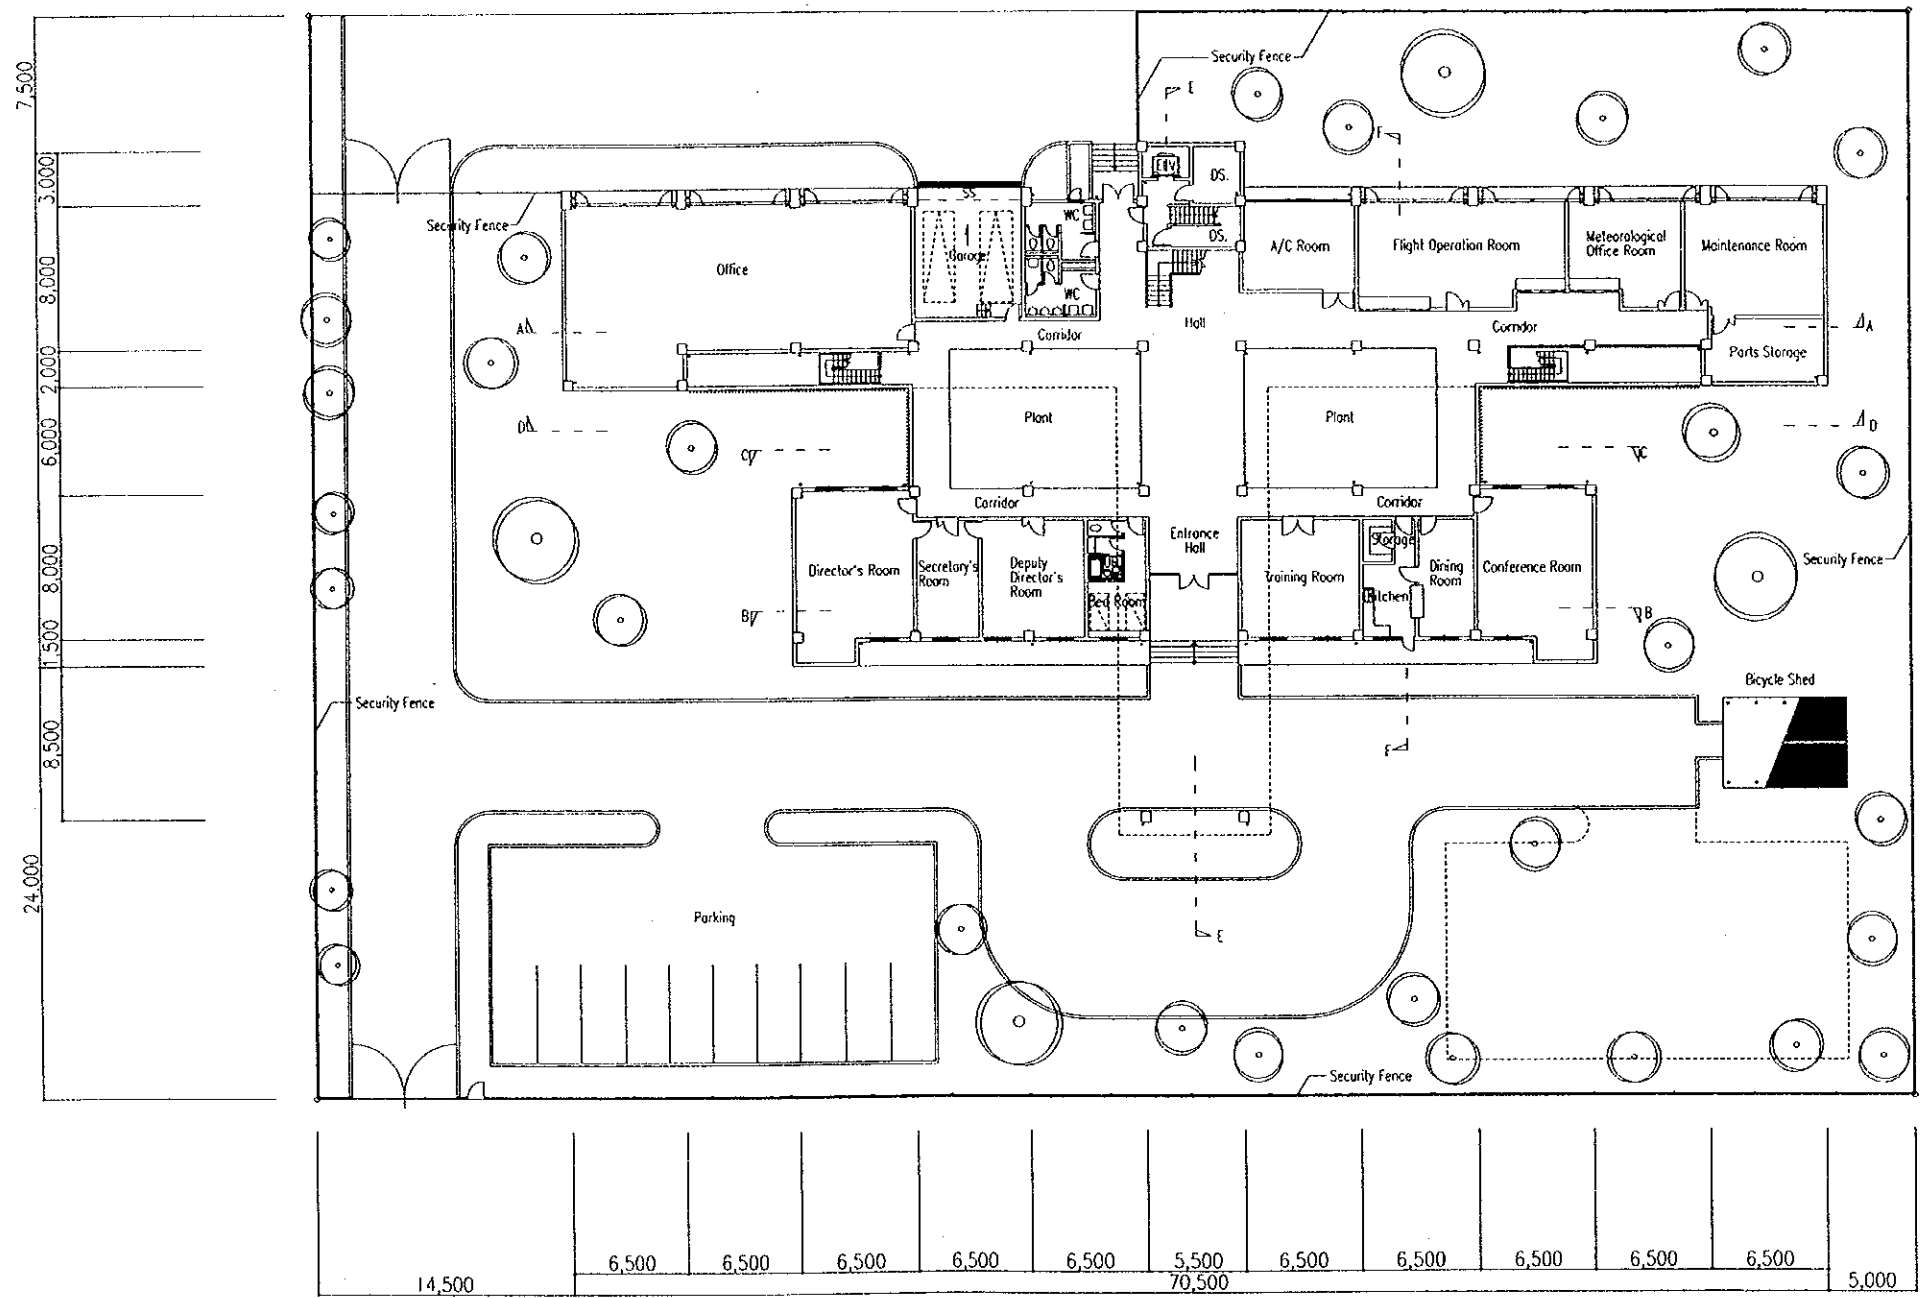 7,500
3.000
8,000
2,000
6,000
8,000
1,500
8,500
24.000
Security Fence
E
F
ELV
DS.
SS
WC
Security Fence
DS.
Office
Garage
A/C Room
Flight Operation Room
Meteorological
Office Room
Maintenance Room
WC
A
Hall
Corridor
Corridor
A
Parts Storage
Plant
Plant
D
D
C
C
Corridor
Corridor
Entrance
Hall
Storage
Director's Room
Secretary's
Room
Deputy
Director's
Room
Training Room
Dining
Room
Conference Room
Security Fence
Bed Room
Kitchen
B
B
Bicycle Shed
Security Fence
F
Parking
E
Security Fence
6,500
6,500
6,500
6,500
6,500
5,500
6,500
6,500
6,500
6,500
6,500
14,500
70,500
5,000